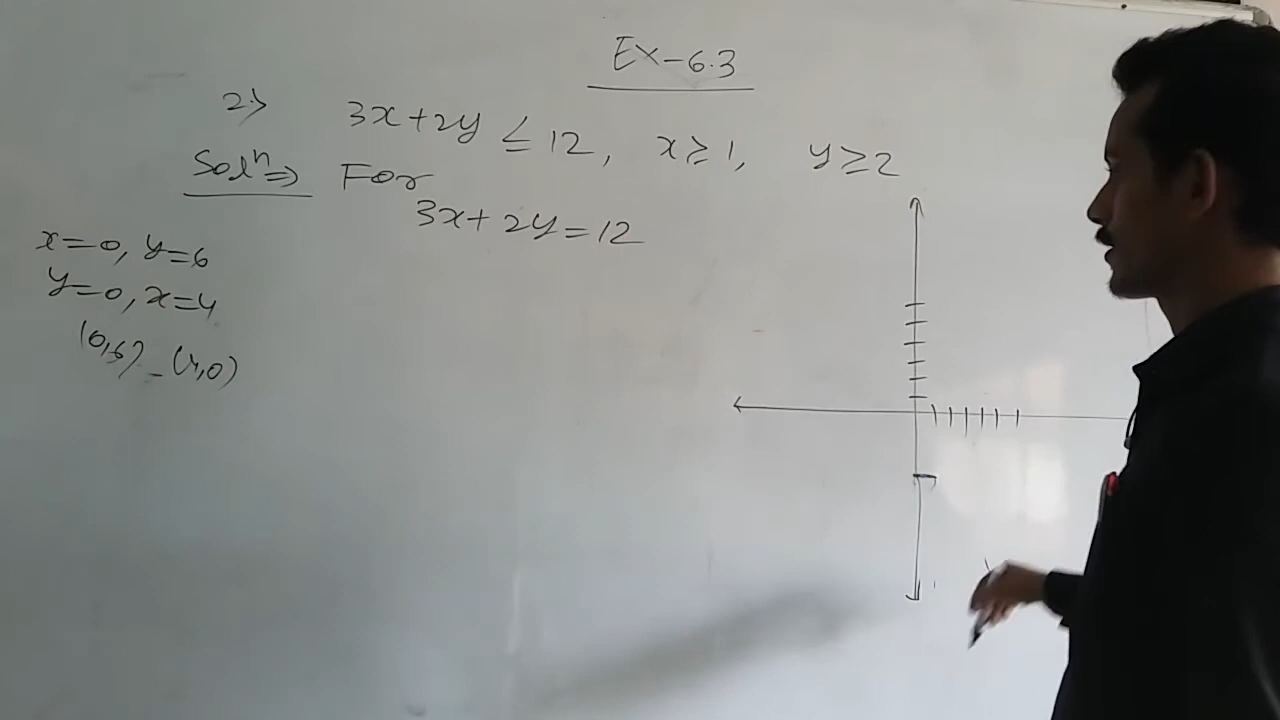 Ex-6.3
2.> 3x+2y ≤ 12, x ≥ 1, y ≥ 2
Solⁿ ⇒ For
3x+2y=12
x=0, y=6
y=0, x=4
(0,6) - (4,0)